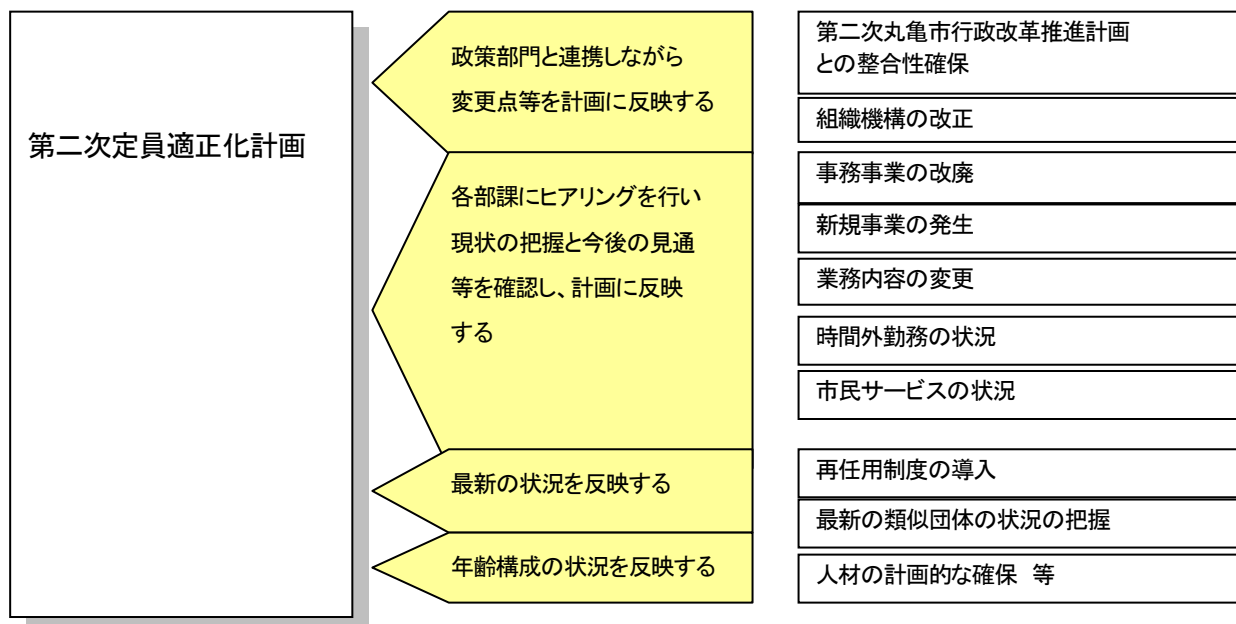 第二次定員適正化計画
政策部門と連携しながら
変更点等を計画に反映する
各部課にヒアリングを行い
現状の把握と今後の見通
等を確認し、計画に反映
する
最新の状況を反映する
年齢構成の状況を反映する
第二次丸亀市行政改革推進計画
との整合性確保
組織機構の改正
事務事業の改廃
新規事業の発生
業務内容の変更
時間外勤務の状況
市民サービスの状況
再任用制度の導入
最新の類似団体の状況の把握
人材の計画的な確保 等